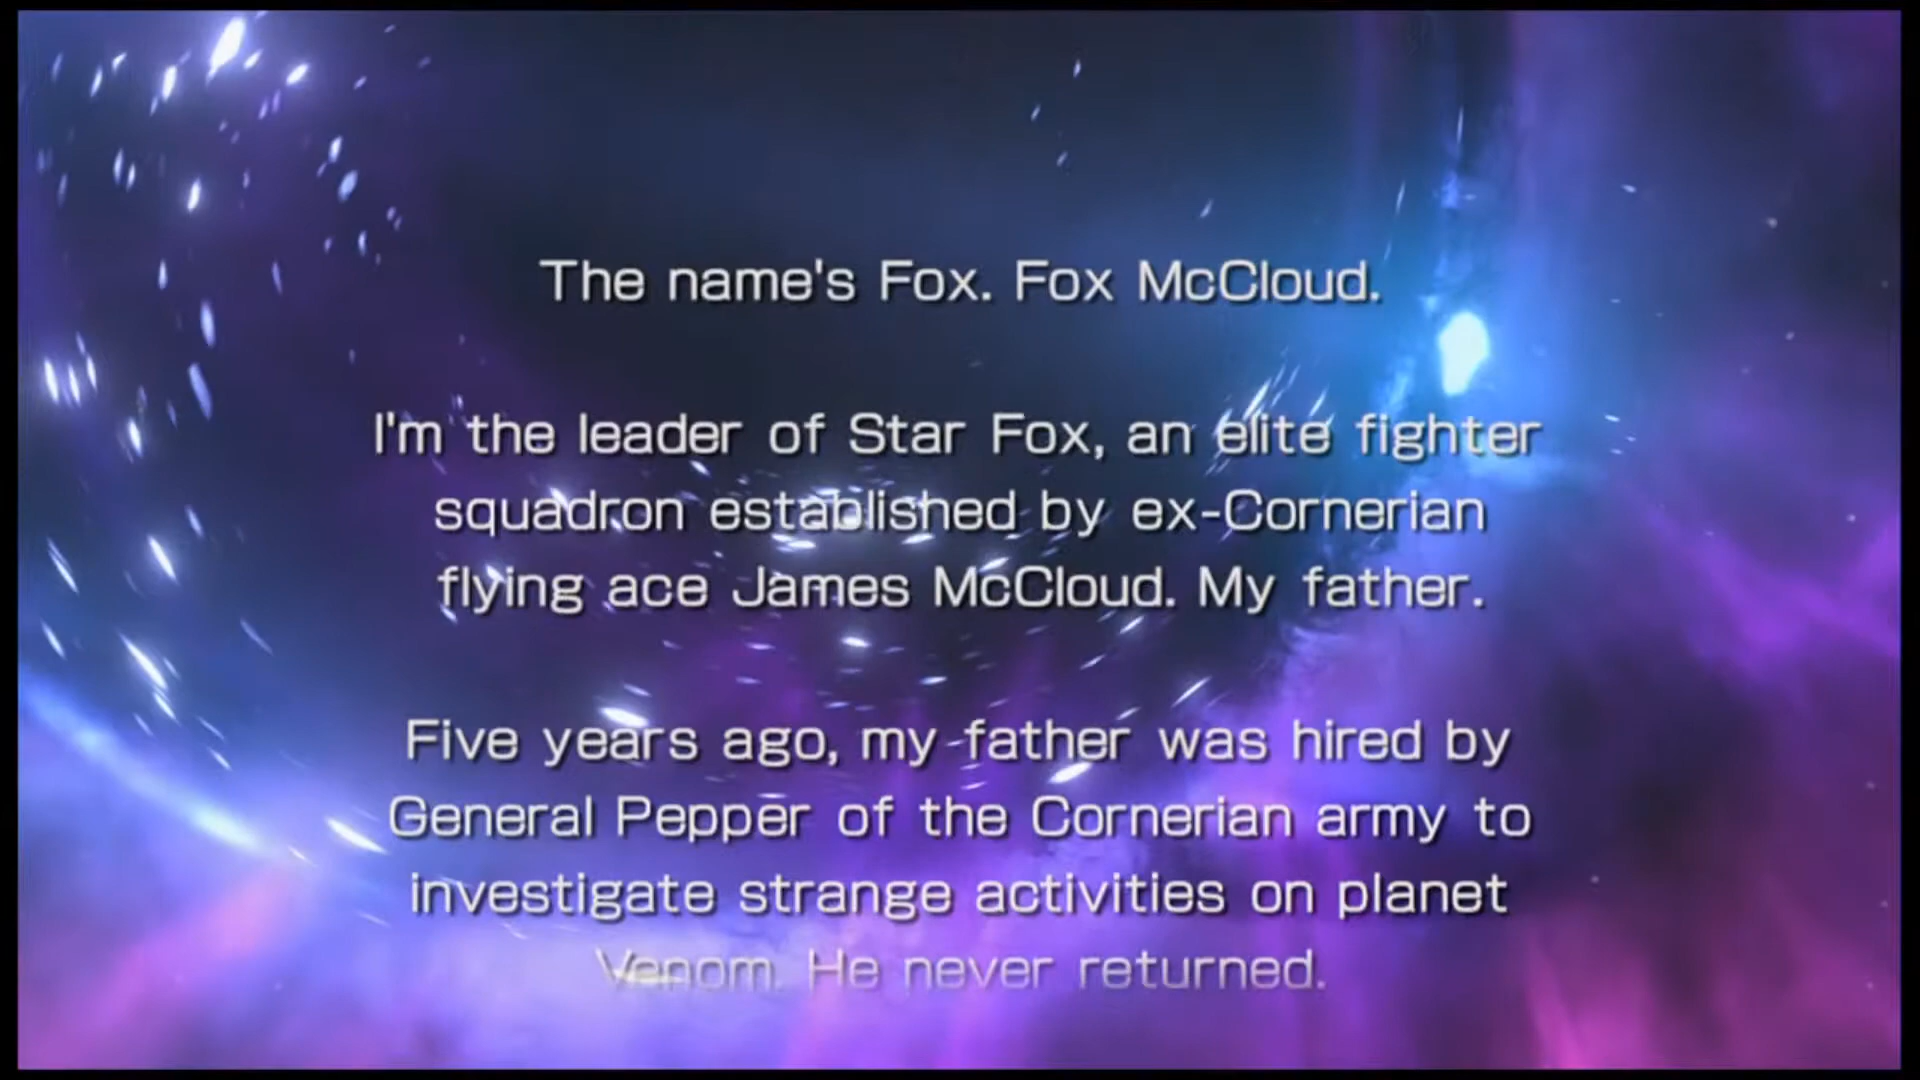 The name's Fox. Fox McCloud.
I'm the leader of Star Fox, an elite fighter
squadron established by ex-Cornerian
flying ace James McCloud. My father.
Five years ago, my father was hired by
General Pepper of the Cornerian army to
investigate strange activities on planet
Venom. He never returned.